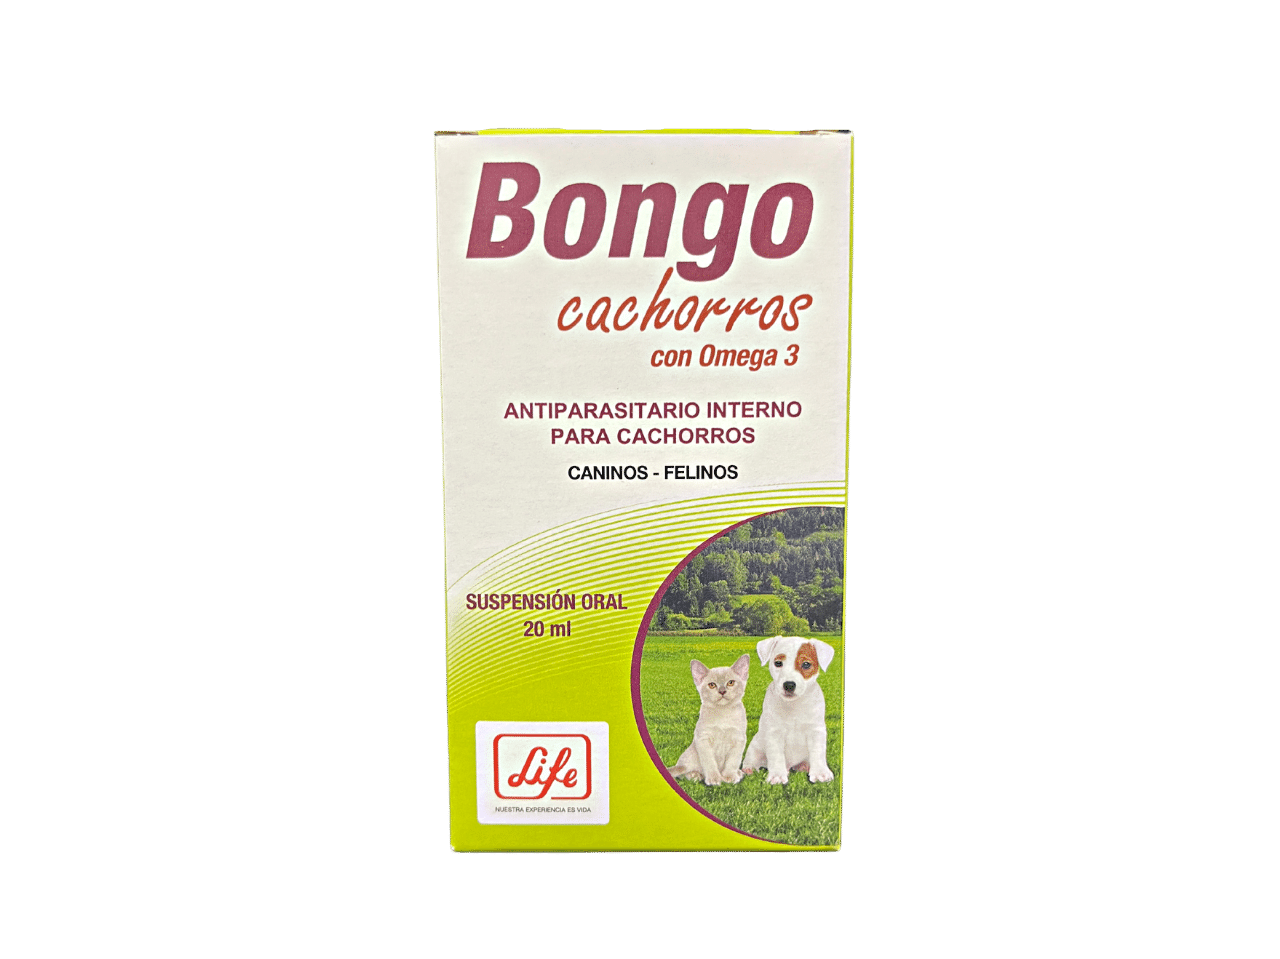 Bongo
cachorros
con Omega 3
ANTIPARASITARIO INTERNO
PARA CACHORROS
CANINOS - FELINOS
SUSPENSIÓN ORAL
20 ml
Life
NUESTRA EXPERIENCIA ES VIDA